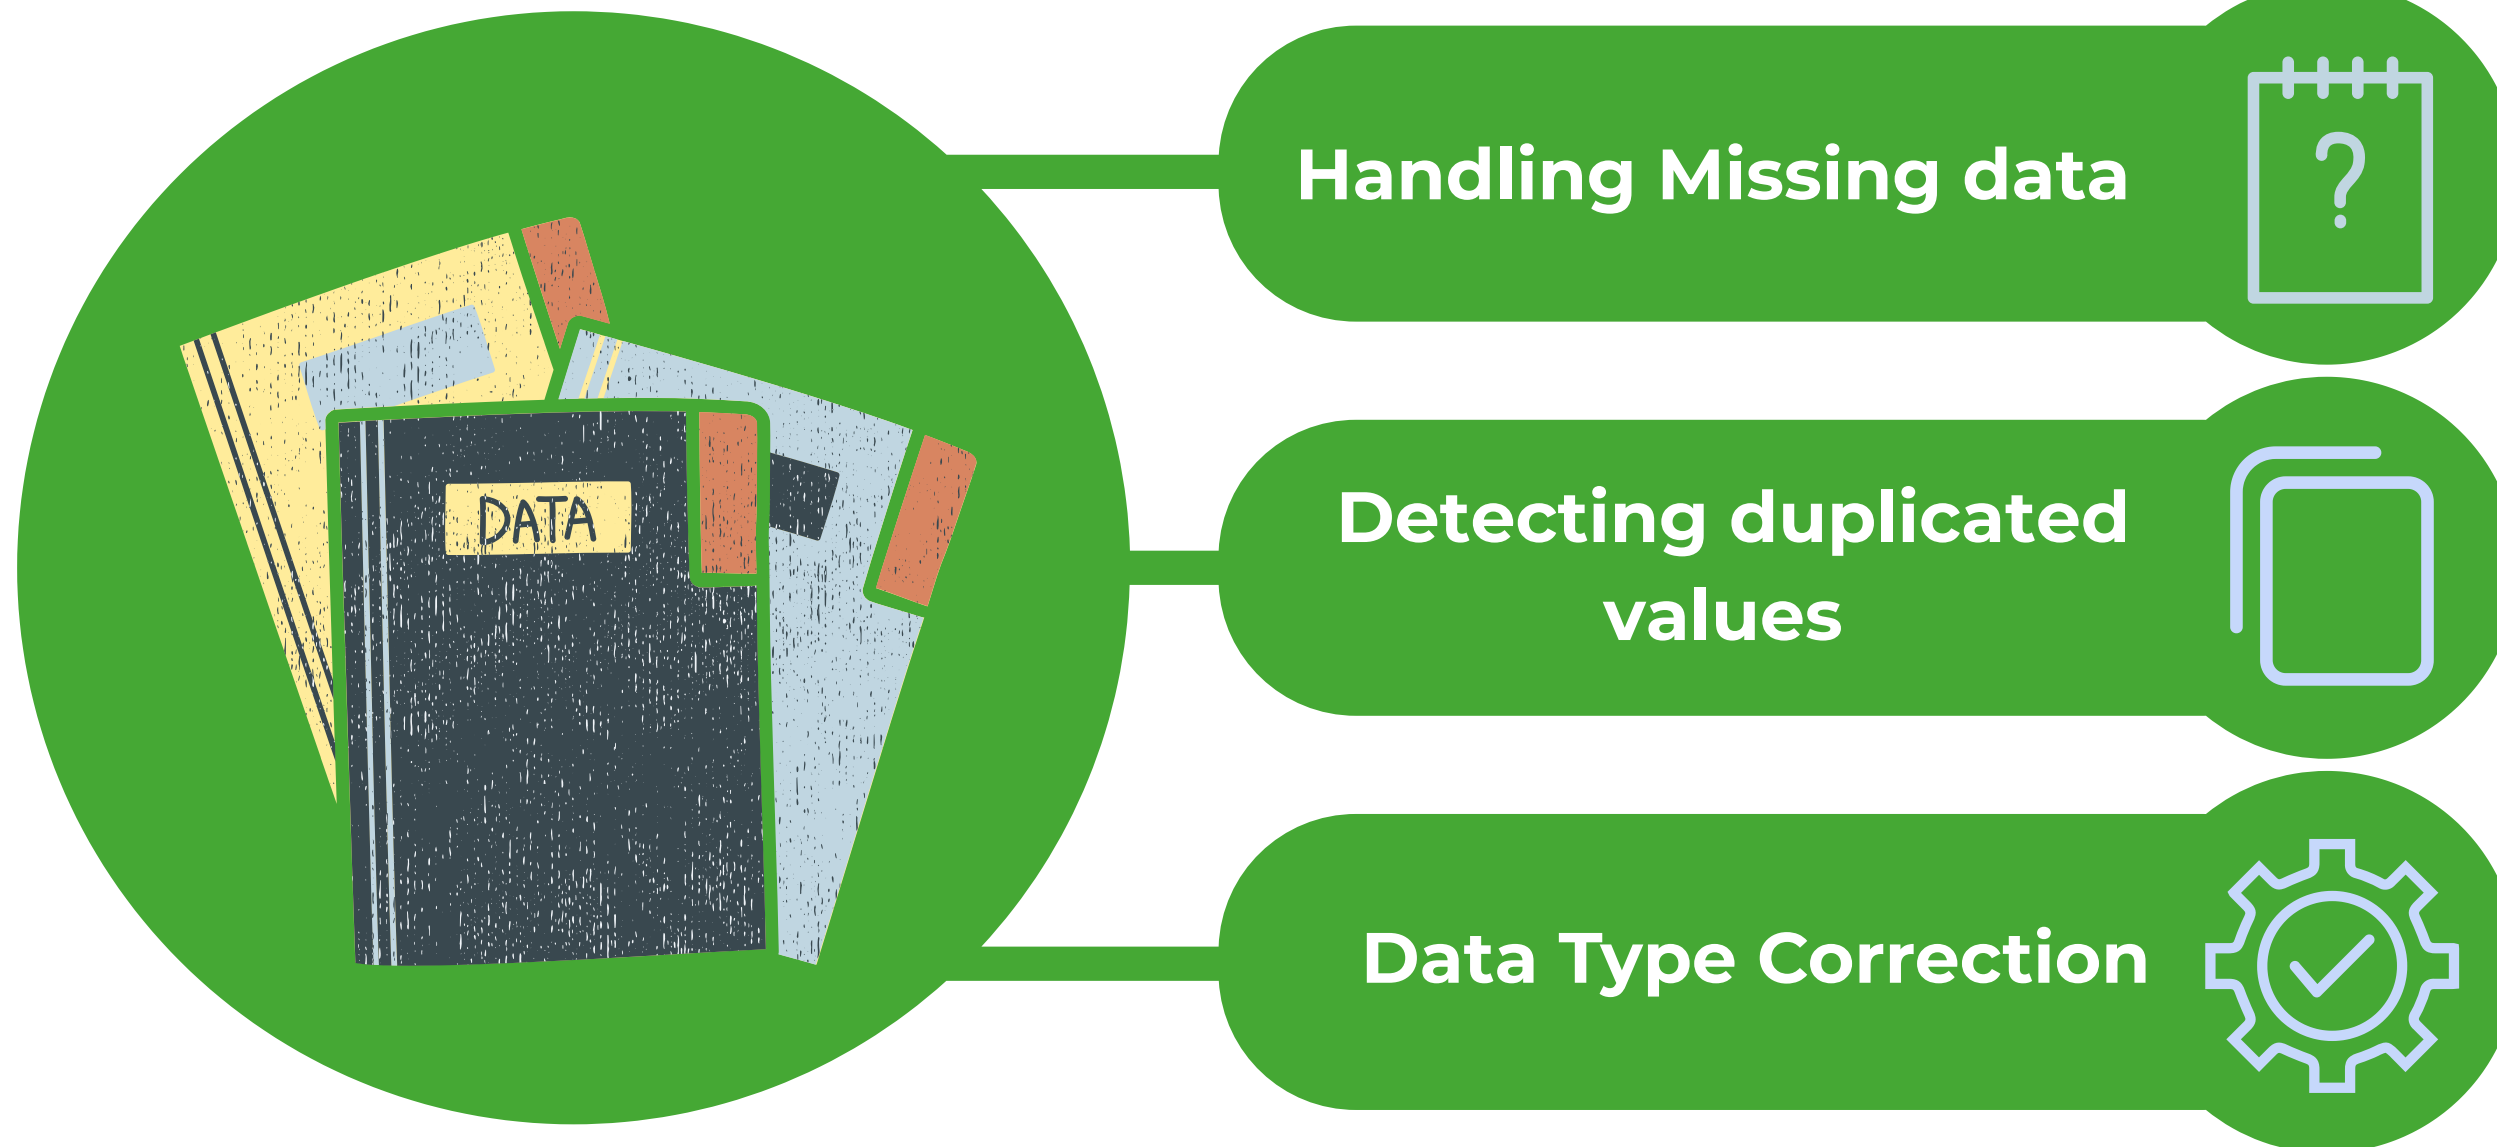 DATA
Handling Missing data
Detecting duplicated
values
Data Type Correction